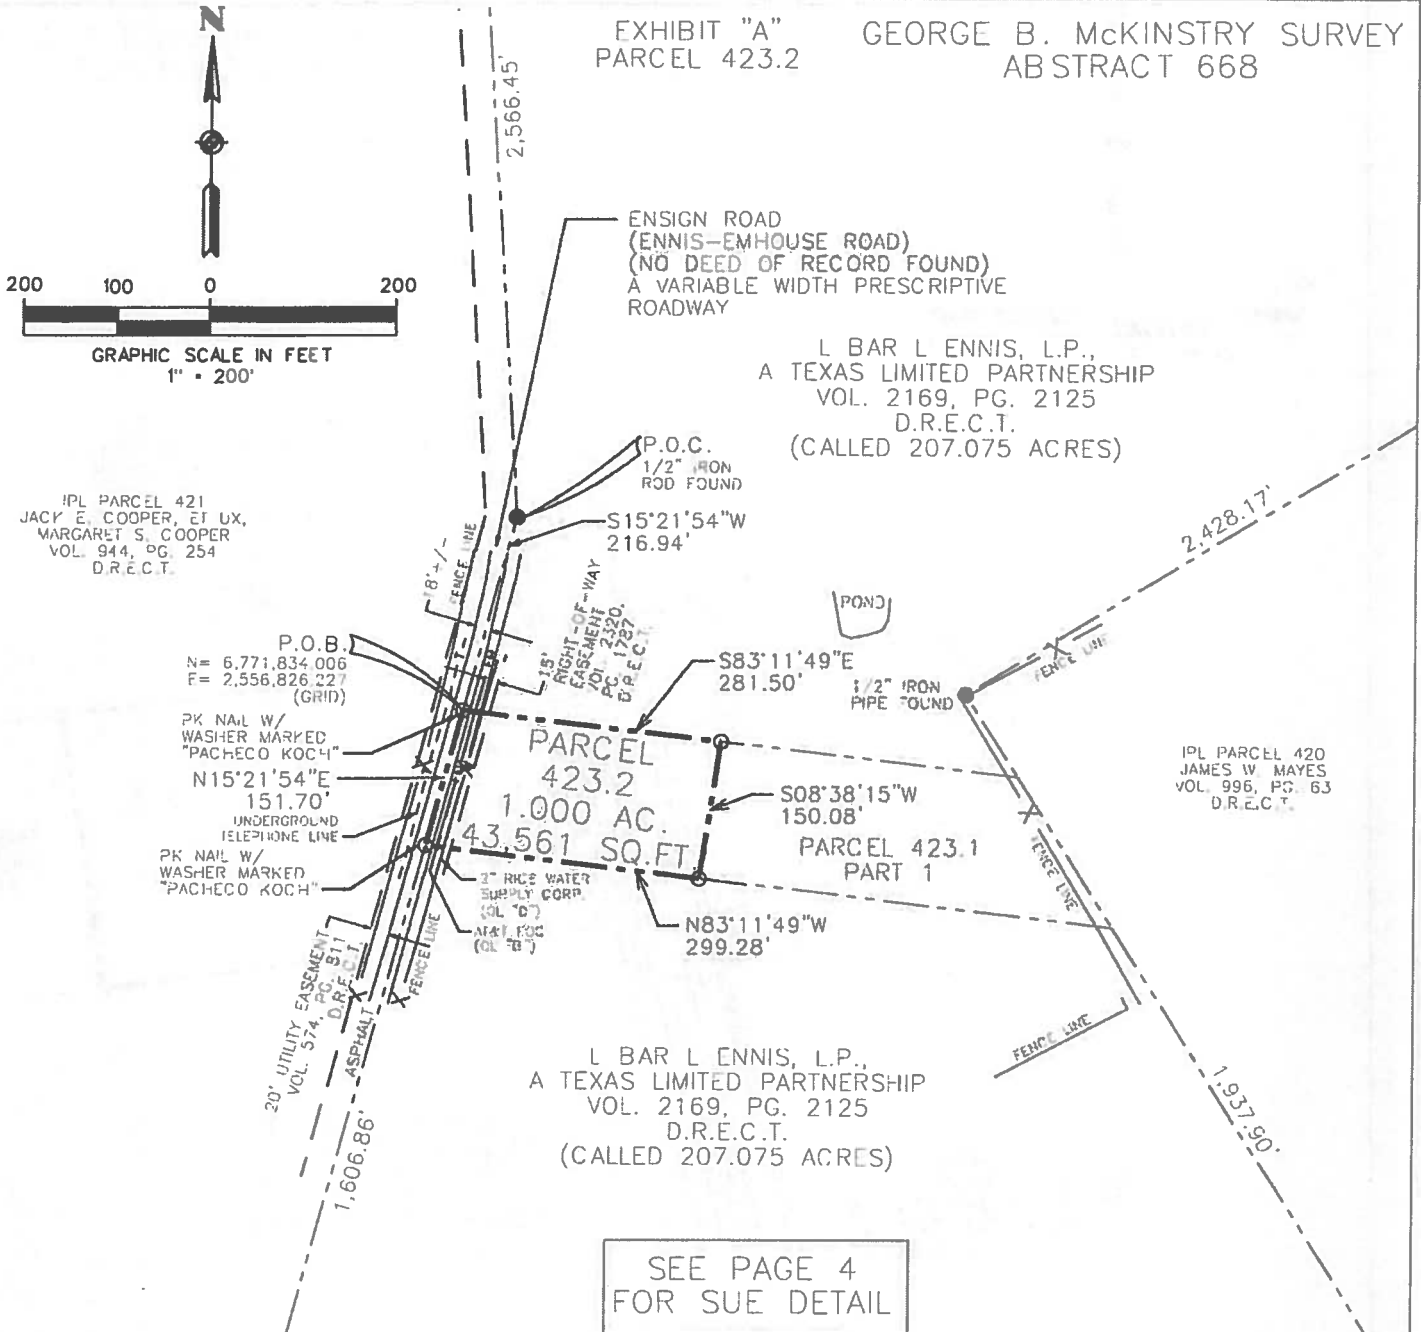 N
EXHIBIT "A"
PARCEL 423.2
GEORGE B. McKINSTRY SURVEY
ABSTRACT 668
2,566.45'
200 100 0 200
GRAPHIC SCALE IN FEET
1" = 200'
ENSIGN ROAD
(ENNIS-EMHOUSE ROAD)
(NO DEED OF RECORD FOUND)
A VARIABLE WIDTH PRESCRIPTIVE
ROADWAY
L BAR L ENNIS, L.P.,
A TEXAS LIMITED PARTNERSHIP
VOL. 2169, PG. 2125
D.R.E.C.T.
(CALLED 207.075 ACRES)
P.O.C.
1/2" IRON
ROD FOUND
S15°21'54"W
216.94'
IPL PARCEL 421
JACK E. COOPER, ET UX,
MARGARET S. COOPER
VOL. 944, PG. 254
D.R.E.C.T.
18'+/-
FENCE LINE
15'
RIGHT-OF-WAY
EASEMENT
VOL. 2320,
PG. 1787
D.R.E.C.T.
2,428.17'
POND
FENCE LINE
P.O.B.
N= 6,771,834.006
E= 2,556,826.227
(GRID)
S83°11'49"E
281.50'
1/2" IRON
PIPE FOUND
PK NAIL W/
WASHER MARKED
"PACHECO KOCH"
N15°21'54"E
151.70'
UNDERGROUND
TELEPHONE LINE
PARCEL
423.2
1.000 AC.
43,561 SQ.FT.
S08°38'15"W
150.08'
IPL PARCEL 420
JAMES W. MAYES
VOL. 996, PG. 63
D.R.E.C.T.
PARCEL 423.1
PART 1
FENCE LINE
PK NAIL W/
WASHER MARKED
"PACHECO KOCH"
2" RICE WATER
SUPPLY CORP.
(QL "D")
AT&T FOC
(QL "B")
N83°11'49"W
299.28'
20' UTILITY EASEMENT
VOL. 574, PG. 811
D.R.E.C.T.
ASPHALT
FENCE LINE
FENCE LINE
L BAR L ENNIS, L.P.,
A TEXAS LIMITED PARTNERSHIP
VOL. 2169, PG. 2125
D.R.E.C.T.
(CALLED 207.075 ACRES)
1,937.90'
1,606.86'
SEE PAGE 4
FOR SUE DETAIL